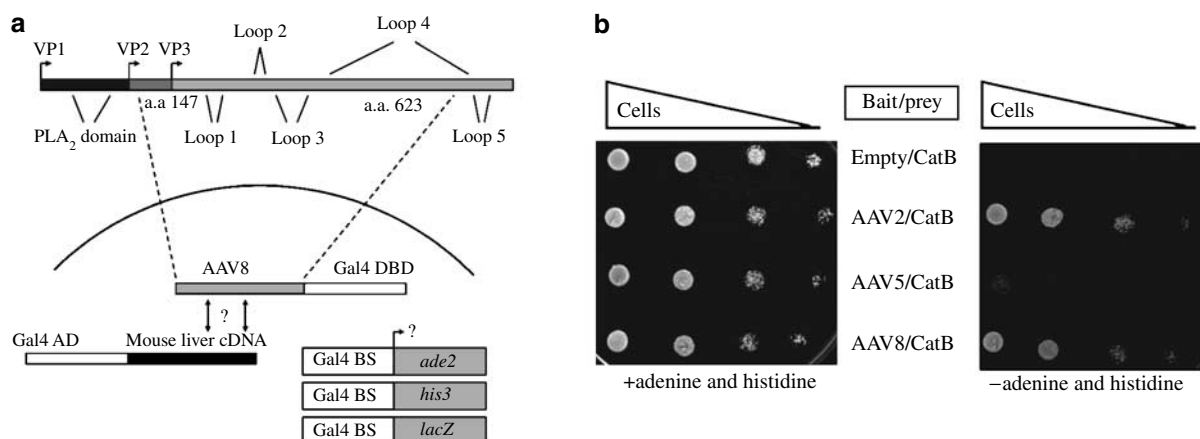 a
VP1 VP2 VP3
Loop 2
Loop 4
a.a 147
a.a. 623
PLA2 domain
Loop 1
Loop 3
Loop 5
AAV8
Gal4 DBD
?
Gal4 AD
Mouse liver cDNA
?
Gal4 BS ade2
Gal4 BS his3
Gal4 BS lacZ
b
Cells
Bait/prey
Cells
Empty/CatB
AAV2/CatB
AAV5/CatB
AAV8/CatB
+adenine and histidine
−adenine and histidine